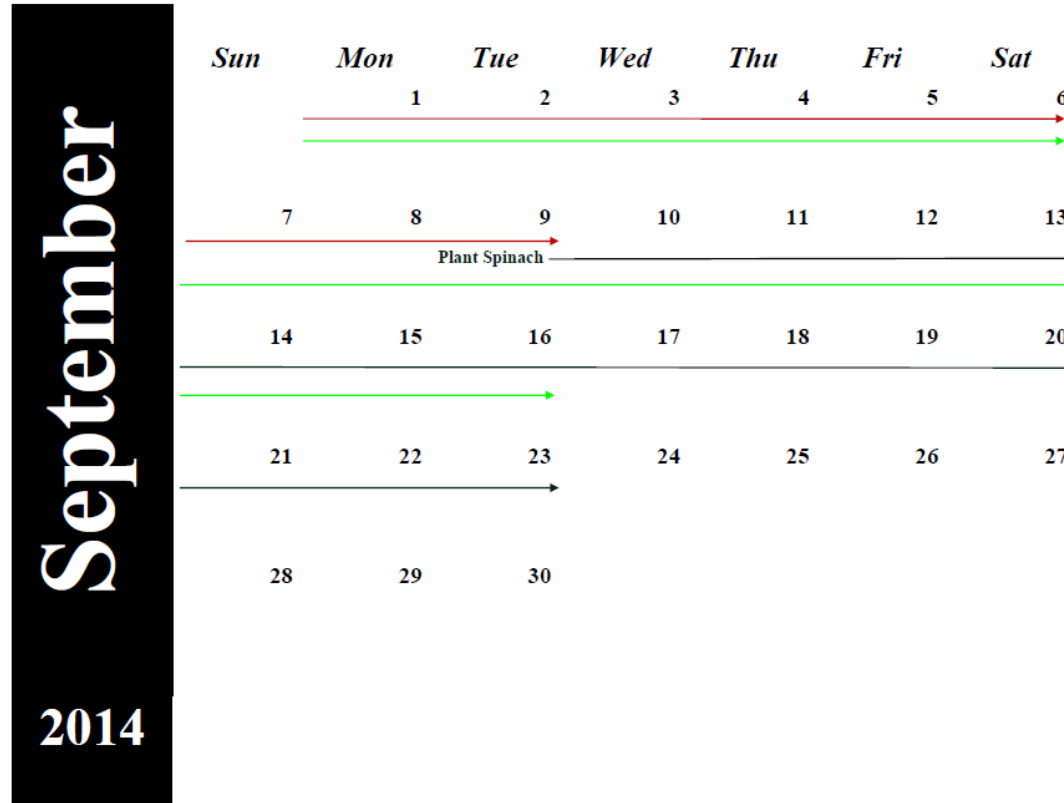 September
2014
Sun Mon Tue Wed Thu Fri Sat
1 2 3 4 5 6
7 8 9 10 11 12 13
Plant Spinach
14 15 16 17 18 19 20
21 22 23 24 25 26 27
28 29 30